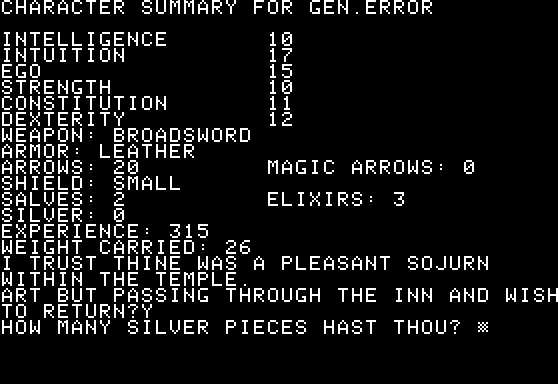 CHARACTER SUMMARY FOR GEN.ERROR
INTELLIGENCE 10
INTUITION 17
EGO 15
STRENGTH 10
CONSTITUTION 11
DEXTERITY 12
WEAPON: BROADSWORD
ARMOR: LEATHER
ARROWS: 20 MAGIC ARROWS: 0
SHIELD: SMALL
SALVES: 2 ELIXIRS: 3
SILVER: 0
EXPERIENCE: 315
WEIGHT CARRIED: 26
I TRUST THINE WAS A PLEASANT SOJURN
WITHIN THE TEMPLE.
ART BUT PASSING THROUGH THE INN AND WISH
TO RETURN?Y
HOW MANY SILVER PIECES HAST THOU?